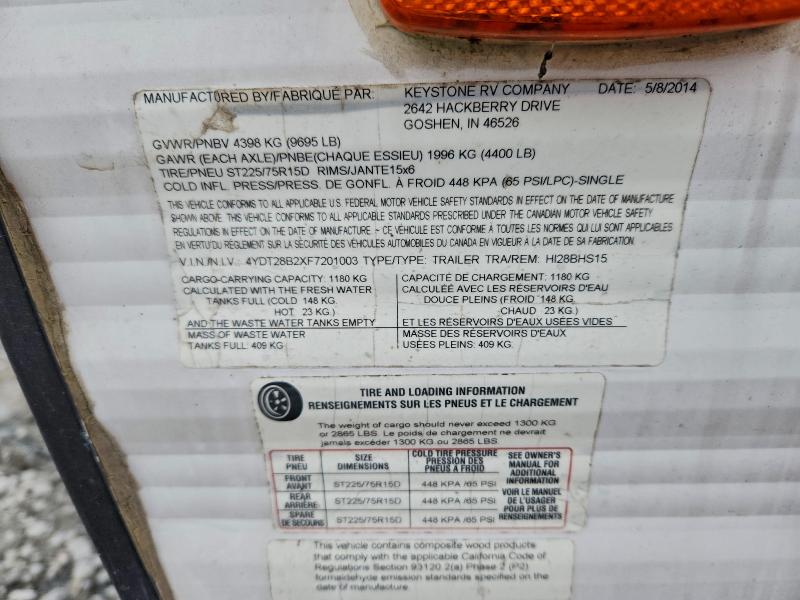 MANUFACTURED BY/FABRIQUÉ PAR: KEYSTONE RV COMPANY DATE: 5/8/2014
2642 HACKBERRY DRIVE
GOSHEN, IN 46526
GVWR/PNBV 4398 KG (9695 LB)
GAWR (EACH AXLE)/PNBE(CHAQUE ESSIEU) 1996 KG (4400 LB)
TIRE/PNEU ST225/75R15D RIMS/JANTE15x6
COLD INFL. PRESS/PRESS. DE GONFL. À FROID 448 KPA (65 PSI/LPC)-SINGLE
THIS VEHICLE CONFORMS TO ALL APPLICABLE U.S. FEDERAL MOTOR VEHICLE SAFETY STANDARDS IN EFFECT ON THE DATE OF MANUFACTURE
SHOWN ABOVE. THIS VEHICLE CONFORMS TO ALL APPLICABLE STANDARDS PRESCRIBED UNDER THE CANADIAN MOTOR VEHICLE SAFETY
REGULATIONS IN EFFECT ON THE DATE OF MANUFACTURE - CE VÉHICULE EST CONFORME À TOUTES LES NORMES QUI LUI SONT APPLICABLES
EN VERTU DU RÈGLEMENT SUR LA SÉCURITÉ DES VÉHICULES AUTOMOBILES DU CANADA EN VIGUEUR À LA DATE DE SA FABRICATION.
V.I.N./N.I.V.: 4YDT28B2XF7201003 TYPE/TYPE: TRAILER TRA/REM: HI28BHS15
CARGO-CARRYING CAPACITY: 1180 KG
CALCULATED WITH THE FRESH WATER
TANKS FULL (COLD 148 KG.
HOT 23 KG.)
AND THE WASTE WATER TANKS EMPTY
MASS OF WASTE WATER
TANKS FULL: 409 KG.
CAPACITÉ DE CHARGEMENT: 1180 KG
CALCULÉE AVEC LES RÉSERVOIRS D'EAU
DOUCE PLEINS (FROID 148 KG.
CHAUD 23 KG.)
ET LES RÉSERVOIRS D'EAUX USÉES VIDES
MASSE DES RÉSERVOIRS D'EAUX
USÉES PLEINS: 409 KG.
TIRE AND LOADING INFORMATION
RENSEIGNEMENTS SUR LES PNEUS ET LE CHARGEMENT
The weight of cargo should never exceed 1300 KG
or 2865 LBS. Le poids de chargement ne devrait
jamais excéder 1300 KG ou 2865 LBS.
TIRE
PNEU
SIZE
DIMENSIONS
COLD TIRE PRESSURE
PRESSION DES
PNEUS A FROID
FRONT
AVANT
ST225/75R15D
448 KPA /65 PSI
REAR
ARRIÈRE
ST225/75R15D
448 KPA /65 PSI
SPARE
DE SECOURS
ST225/75R15D
448 KPA /65 PSI
SEE OWNER'S
MANUAL FOR
ADDITIONAL
INFORMATION
VOIR LE MANUEL
DE L'USAGER
POUR PLUS DE
RENSEIGNEMENTS
This vehicle contains composite wood products
that comply with the applicable California Code of
Regulations Section 93120.2(a) Phase 2 (P2)
formaldehyde emission standards specified on the
date of manufacture.